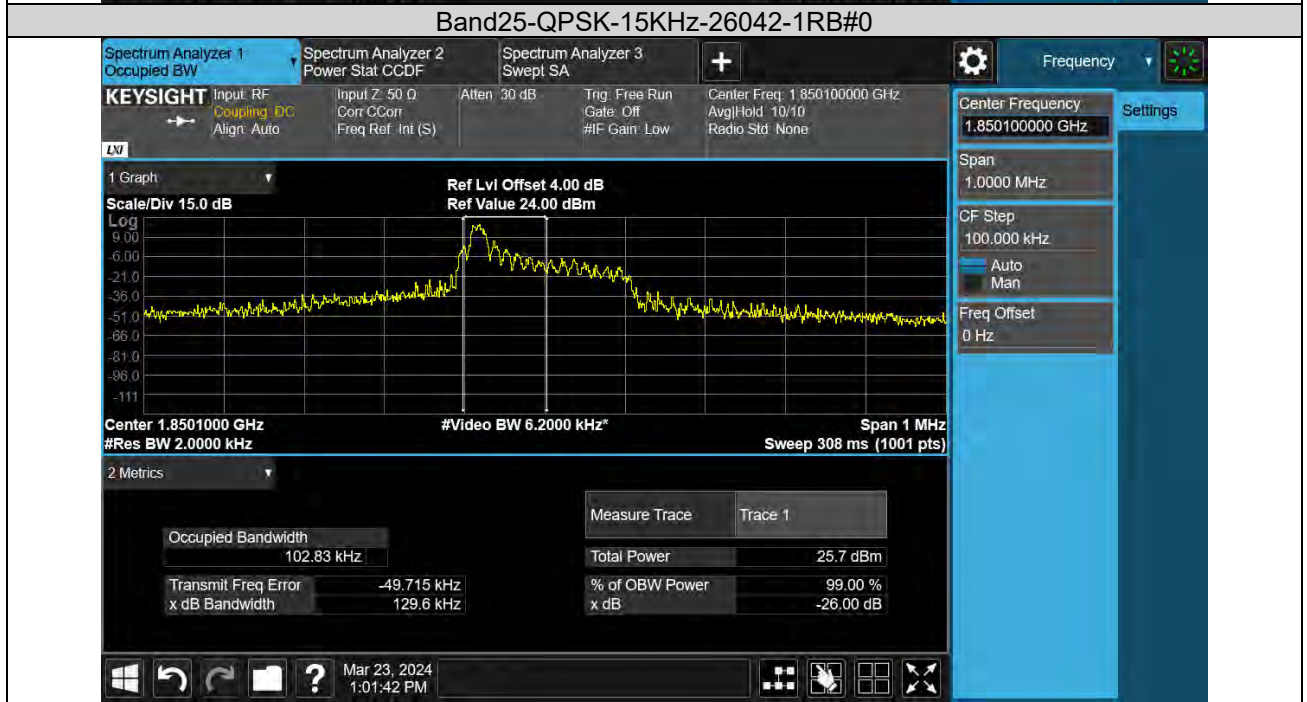 Band25-QPSK-15KHz-26042-1RB#0
Spectrum Analyzer 1
Occupied BW
Spectrum Analyzer 2
Power Stat CCDF
Spectrum Analyzer 3
Swept SA
+
Frequency
KEYSIGHT
LXI
Input: RF
Coupling: DC
Align: Auto
Input Z: 50 Ω
Corr CCorr
Freq Ref: Int (S)
Atten: 30 dB
Trig: Free Run
Gate: Off
#IF Gain: Low
Center Freq: 1.850100000 GHz
Avg|Hold: 10/10
Radio Std: None
Center Frequency
1.850100000 GHz
Settings
Span
1.0000 MHz
CF Step
100.000 kHz
Auto
Man
Freq Offset
0 Hz
1 Graph
Scale/Div 15.0 dB
Ref Lvl Offset 4.00 dB
Ref Value 24.00 dBm
Log
9.00
-6.00
-21.0
-36.0
-51.0
-66.0
-81.0
-96.0
-111
Center 1.8501000 GHz
#Res BW 2.0000 kHz
#Video BW 6.2000 kHz*
Span 1 MHz
Sweep 308 ms (1001 pts)
2 Metrics
Measure Trace
Trace 1
Occupied Bandwidth
102.83 kHz
Total Power
25.7 dBm
Transmit Freq Error
-49.715 kHz
% of OBW Power
99.00 %
x dB Bandwidth
129.6 kHz
x dB
-26.00 dB
?
Mar 23, 2024
1:01:42 PM